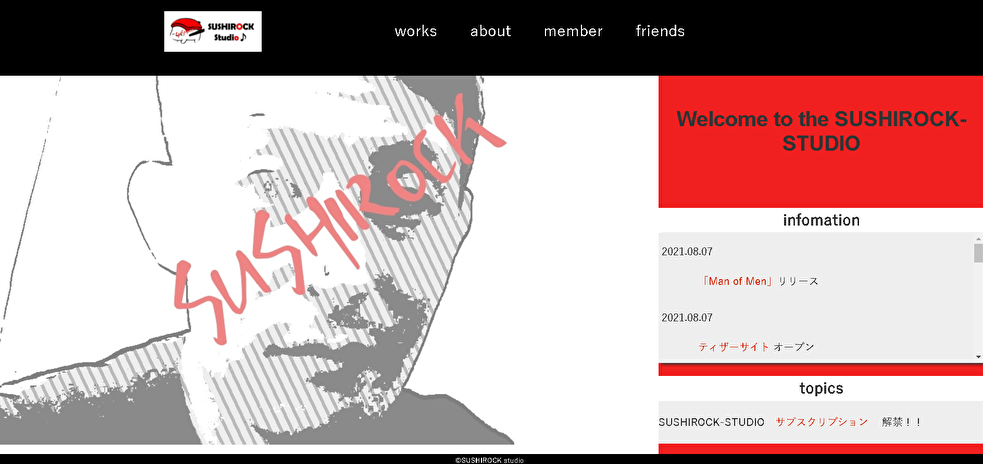 SUSHIROCK
Studio♪
works about member friends
SUSHIROCK
Welcome to the SUSHIROCK-
STUDIO
infomation
2021.08.07
「Man of Men」リリース
2021.08.07
ティザーサイト オープン
topics
SUSHIROCK-STUDIO サブスクリプション 解禁！！
©SUSHIROCK studio